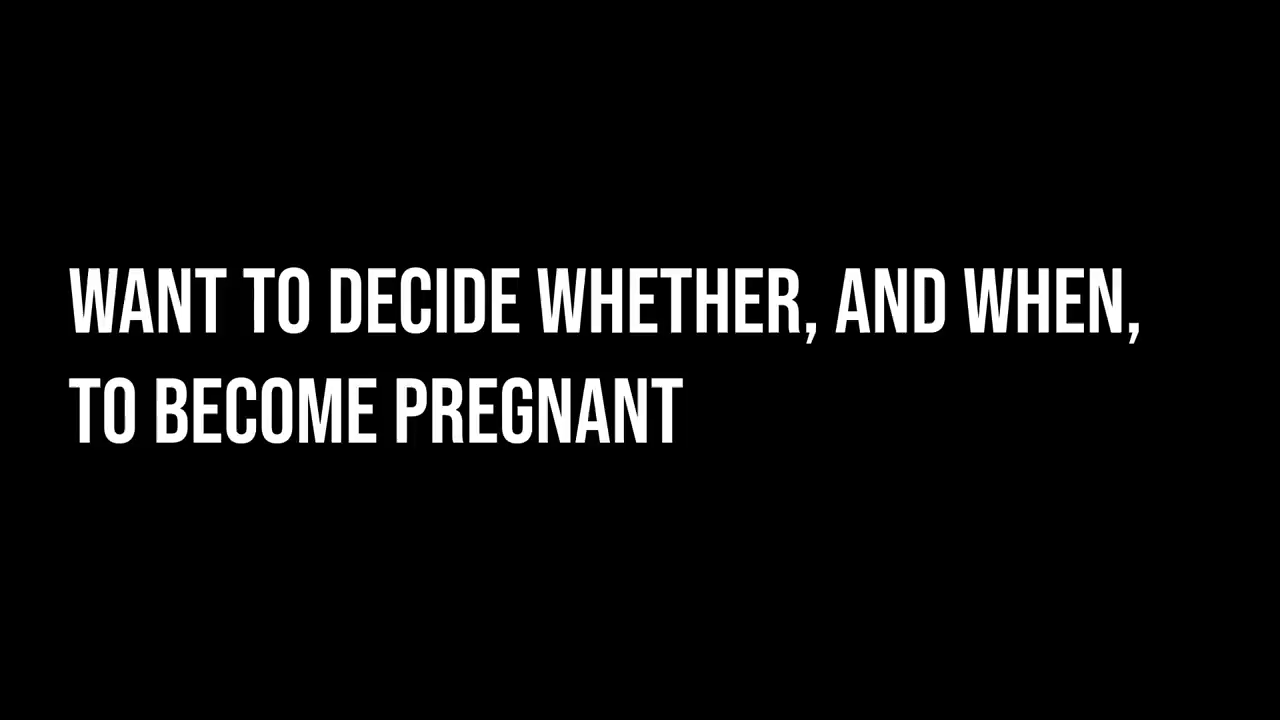 WANT TO DECIDE WHETHER, AND WHEN,
TO BECOME PREGNANT